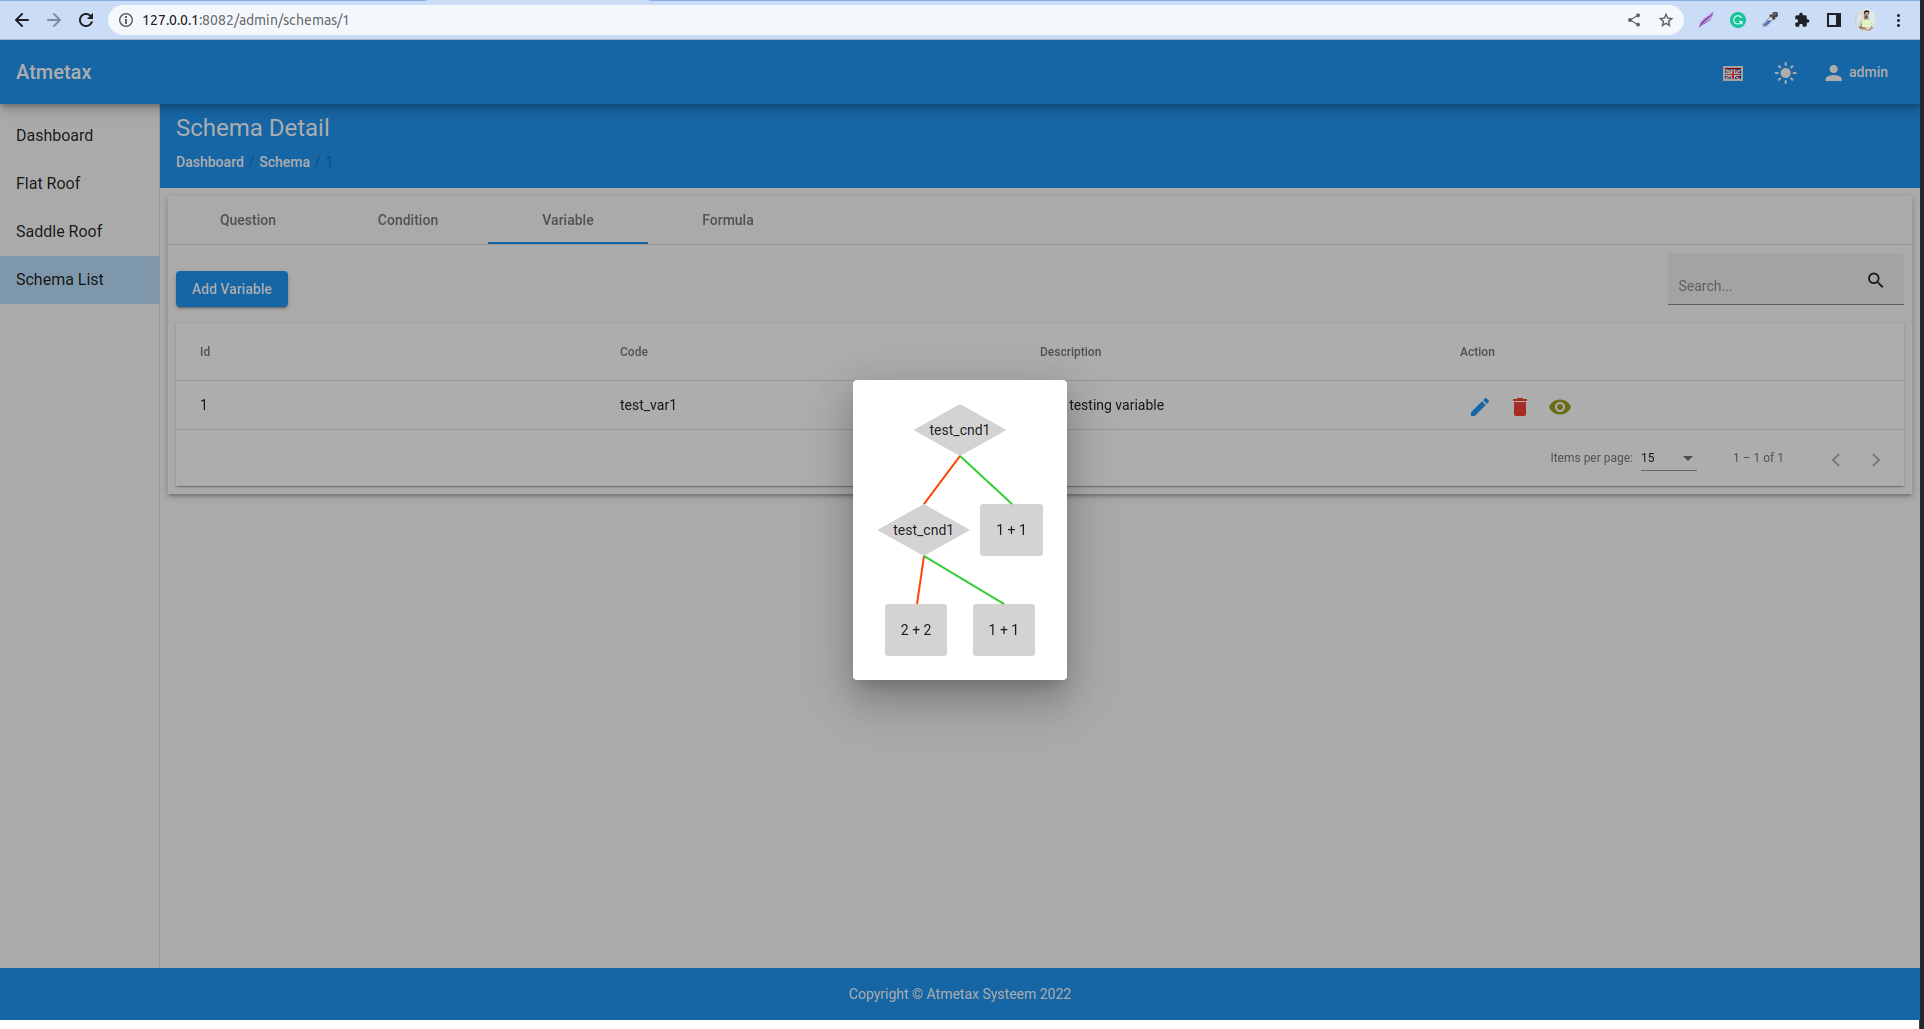 127.0.0.1:8082/admin/schemas/1
Atmetax
admin
Dashboard
Flat Roof
Saddle Roof
Schema List
Schema Detail
Dashboard / Schema / 1
Question Condition Variable Formula
Add Variable
Search...
Id Code Description Action
1 test_var1 testing variable
Items per page: 15 1 – 1 of 1
test_cnd1
test_cnd1 1 + 1
2 + 2 1 + 1
Copyright © Atmetax Systeem 2022